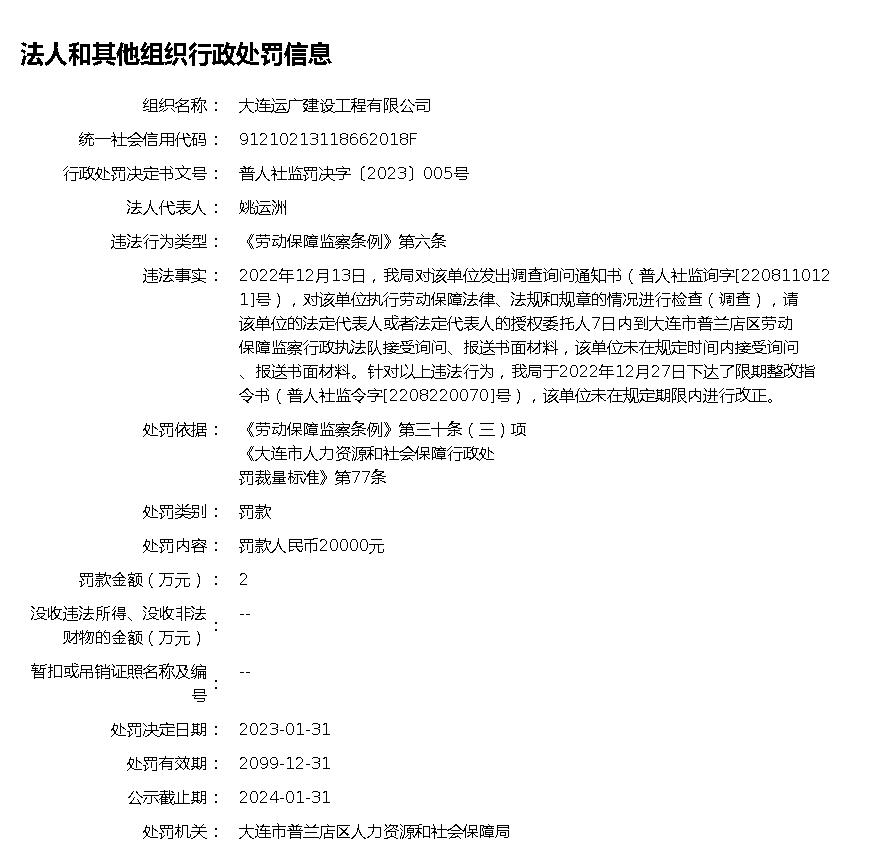 法人和其他组织行政处罚信息
组织名称： 大连运广建设工程有限公司
统一社会信用代码： 91210213118662018F
行政处罚决定书文号： 普人社监罚决字〔2023〕005号
法人代表人： 姚运洲
违法行为类型： 《劳动保障监察条例》第六条
违法事实： 2022年12月13日，我局对该单位发出调查询问通知书（普人社监询字[220811012
1]号），对该单位执行劳动保障法律、法规和规章的情况进行检查（调查），请
该单位的法定代表人或者法定代表人的授权委托人7日内到大连市普兰店区劳动
保障监察行政执法队接受询问、报送书面材料，该单位未在规定时间内接受询问
、报送书面材料。针对以上违法行为，我局于2022年12月27日下达了限期整改指
令书（普人社监令字[2208220070]号），该单位未在规定期限内进行改正。
处罚依据： 《劳动保障监察条例》第三十条（三）项
《大连市人力资源和社会保障行政处
罚裁量标准》第77条
处罚类别： 罚款
处罚内容： 罚款人民币20000元
罚款金额（万元）： 2
没收违法所得、没收非法
财物的金额（万元）： --
暂扣或吊销证照名称及编
号： --
处罚决定日期： 2023-01-31
处罚有效期： 2099-12-31
公示截止期： 2024-01-31
处罚机关： 大连市普兰店区人力资源和社会保障局